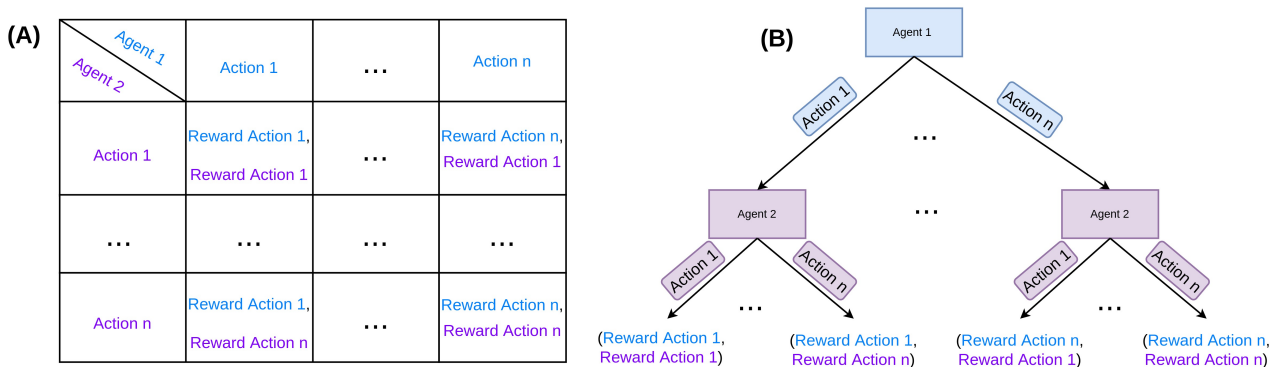 (A)
Agent 1
Agent 2
Action 1
...
Action n
Action 1
Reward Action 1,
Reward Action 1
...
Reward Action n,
Reward Action 1
...
...
...
...
Action n
Reward Action 1,
Reward Action n
...
Reward Action n,
Reward Action n
(B)
Agent 1
Action 1
Action n
...
Agent 2
...
Agent 2
Action 1
Action n
Action 1
Action n
...
...
(Reward Action 1,
Reward Action 1)
(Reward Action 1,
Reward Action n)
(Reward Action n,
Reward Action 1)
(Reward Action n,
Reward Action n)